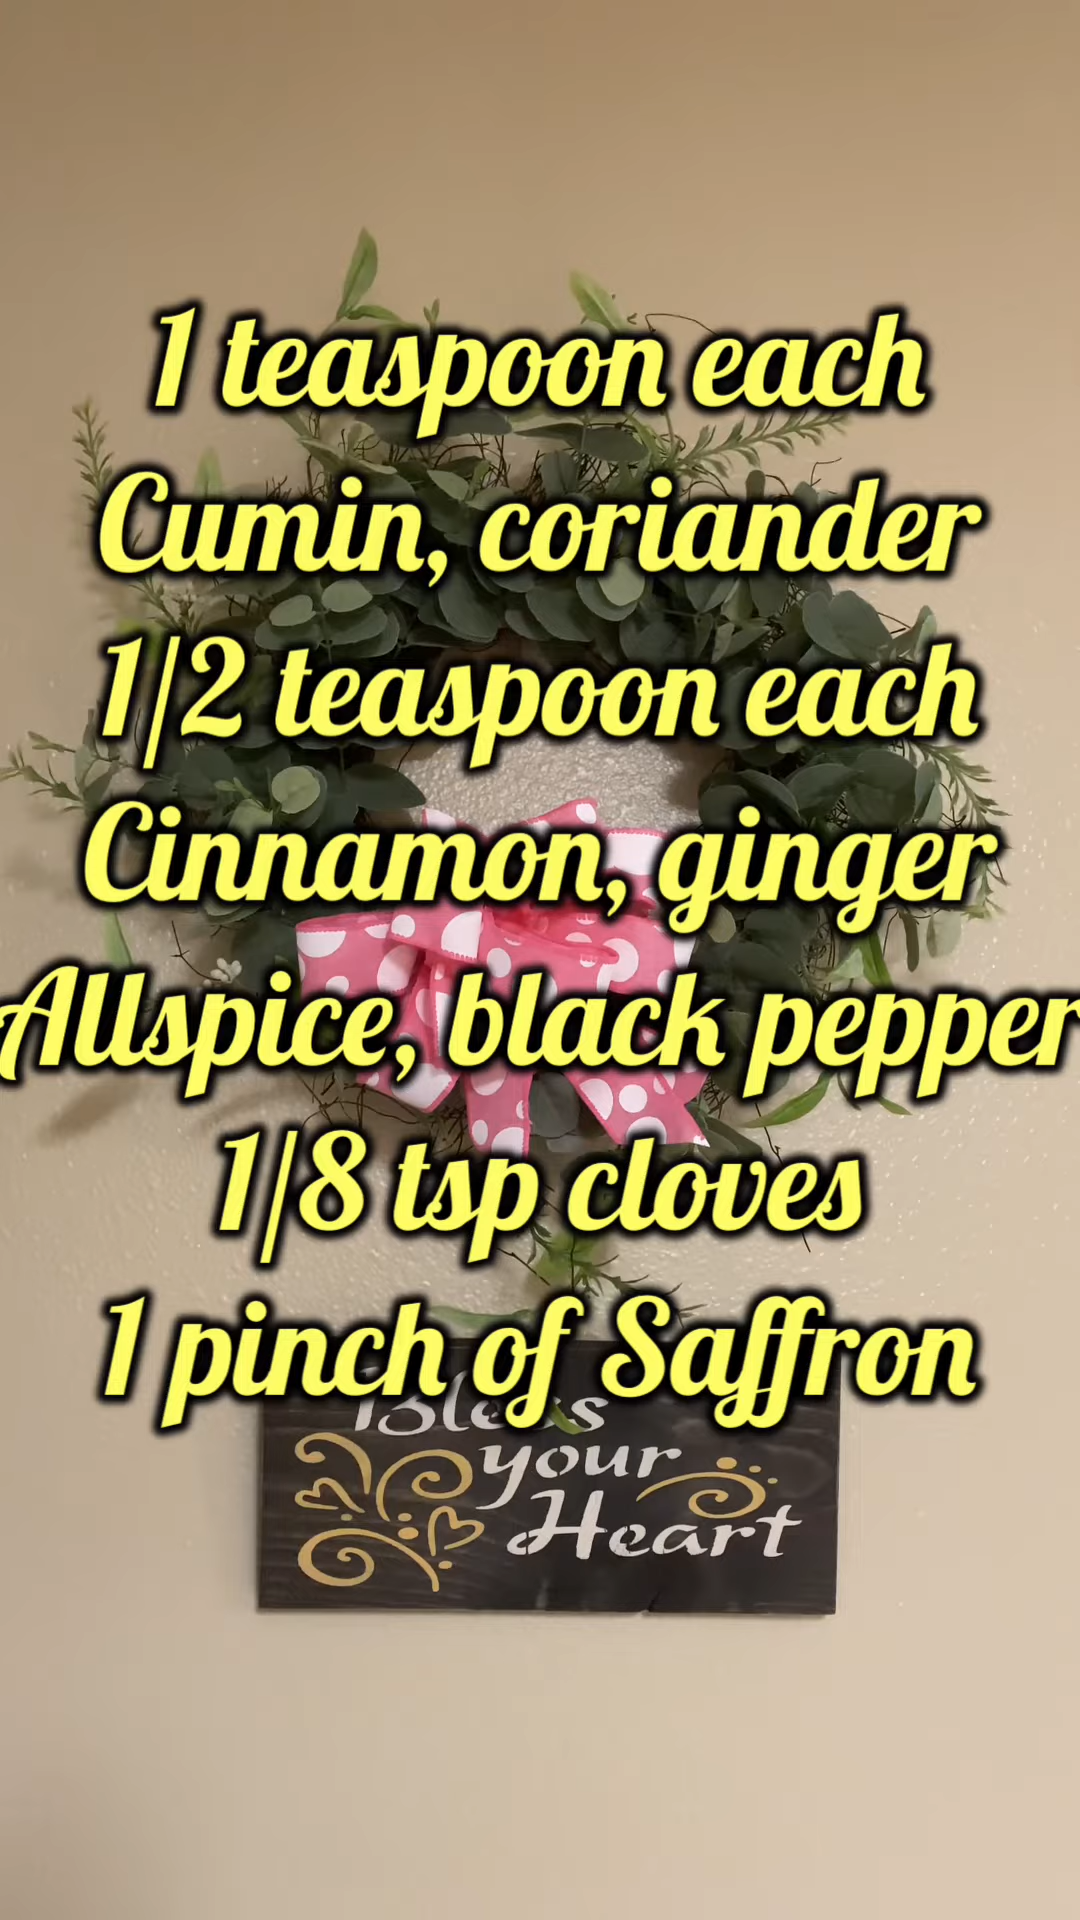 1 teaspoon each
Cumin, coriander
1/2 teaspoon each
Cinnamon, ginger
Allspice, black pepper
1/8 tsp cloves
1 pinch of Saffron
Bless
your
Heart